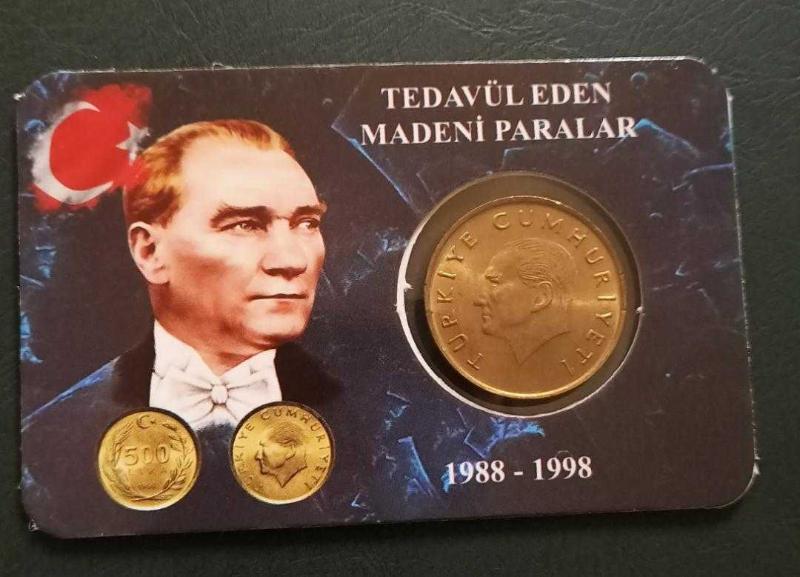 TEDAVÜL EDEN
MADENİ PARALAR
TÜRKİYE CUMHURİYETİ
500
TÜRKİYE CUMHURİYETİ
1988 - 1998